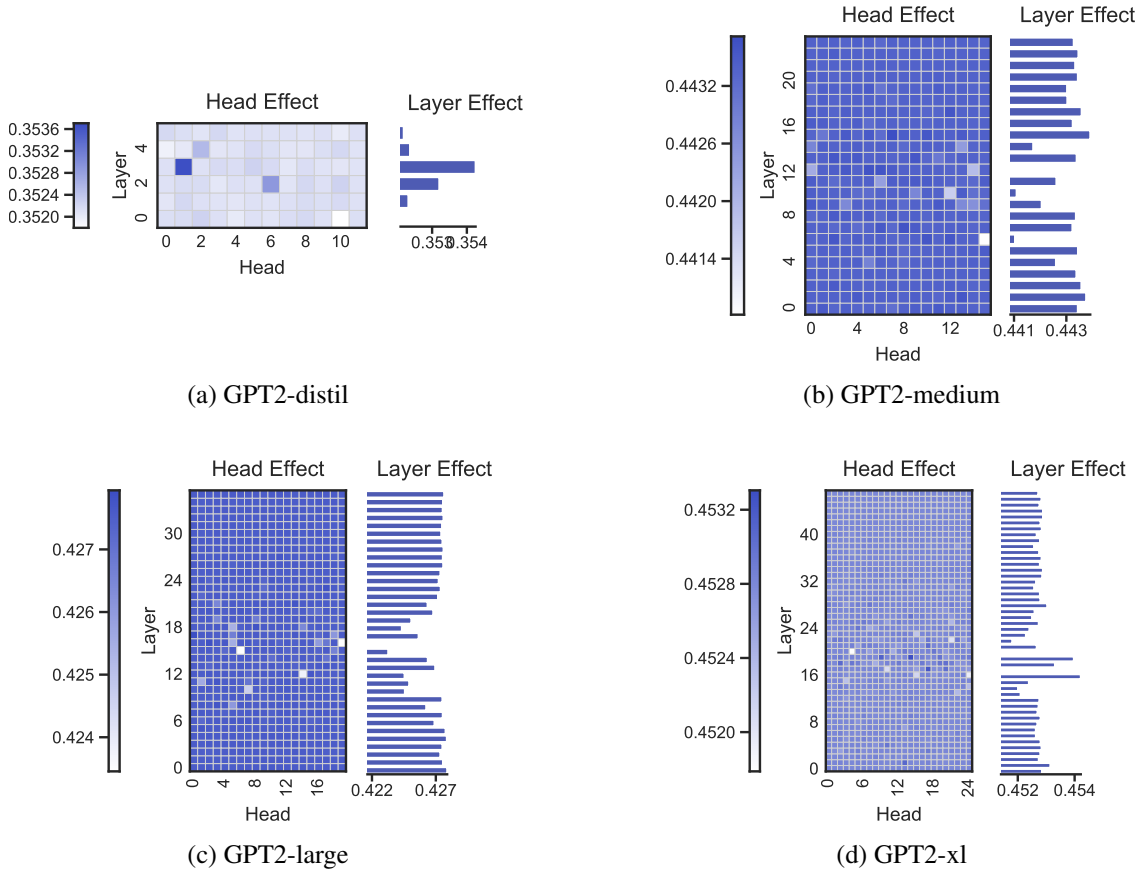 Head Effect
Layer Effect
0.3536
0.3532
0.3528
0.3524
0.3520
Layer
4
2
0
0 2 4 6 8 10
Head
0.353 0.354
(a) GPT2-distil
Head Effect
Layer Effect
0.4432
0.4426
0.4420
0.4414
Layer
20
16
12
8
4
0
0 4 8 12
Head
0.441 0.443
(b) GPT2-medium
Head Effect
Layer Effect
0.427
0.426
0.425
0.424
Layer
30
24
18
12
6
0
0 4 8 12 16
Head
0.422 0.427
(c) GPT2-large
Head Effect
Layer Effect
0.4532
0.4528
0.4524
0.4520
Layer
40
32
24
16
8
0
0 6 12 18 24
Head
0.452 0.454
(d) GPT2-xl